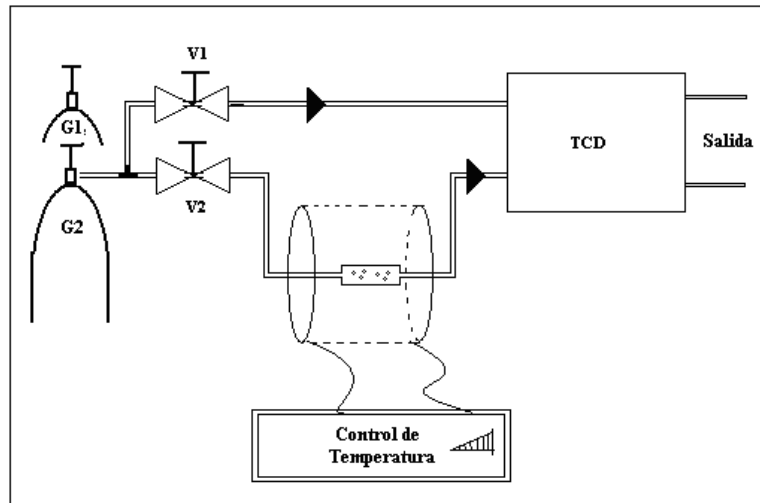 V1
G1
TCD
Salida
V2
G2
Control de
Temperatura